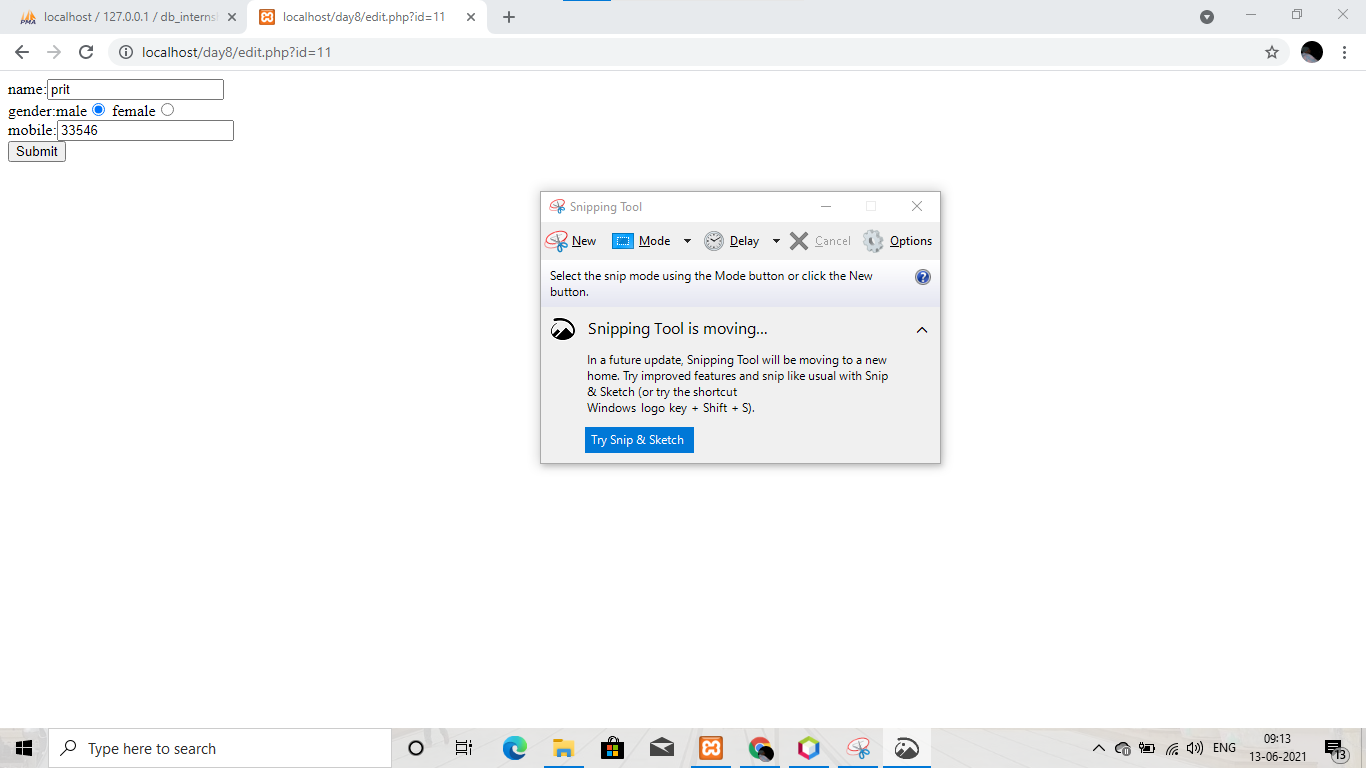 localhost / 127.0.0.1 / db_interns
localhost/day8/edit.php?id=11
localhost/day8/edit.php?id=11
name:prit
gender:male female
mobile:33546
Submit
Snipping Tool
New Mode Delay Cancel Options
Select the snip mode using the Mode button or click the New
button.
Snipping Tool is moving...
In a future update, Snipping Tool will be moving to a new
home. Try improved features and snip like usual with Snip
& Sketch (or try the shortcut
Windows logo key + Shift + S).
Try Snip & Sketch
Type here to search
ENG
09:13
13-06-2021
13